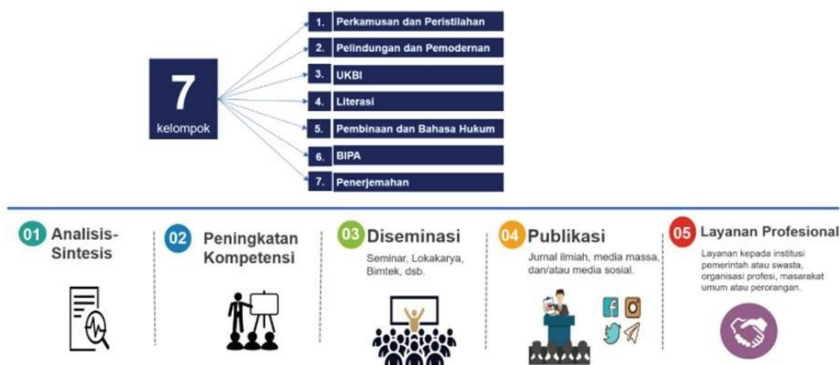 7
kelompok
1. Perkamusan dan Peristilahan
2. Pelindungan dan Pemodernan
3. UKBI
4. Literasi
5. Pembinaan dan Bahasa Hukum
6. BIPA
7. Penerjemahan
01 Analisis-
Sintesis
02 Peningkatan
Kompetensi
03 Diseminasi
Seminar, Lokakarya,
Bimtek, dsb.
04 Publikasi
Jurnal ilmiah, media massa,
dan/atau media sosial.
05 Layanan Profesional
Layanan kepada institusi
pemerintah atau swasta,
organisasi profesi, masarakat
umum atau perorangan.